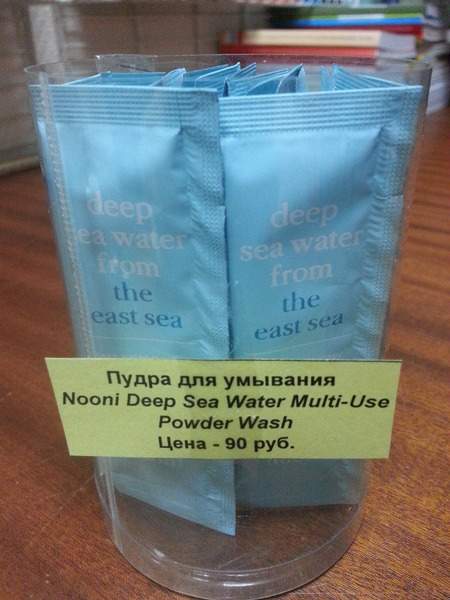 deep
sea water
from
the
east sea
deep
sea water
from
the
east sea
Пудра для умывания
Nooni Deep Sea Water Multi-Use
Powder Wash
Цена - 90 руб.